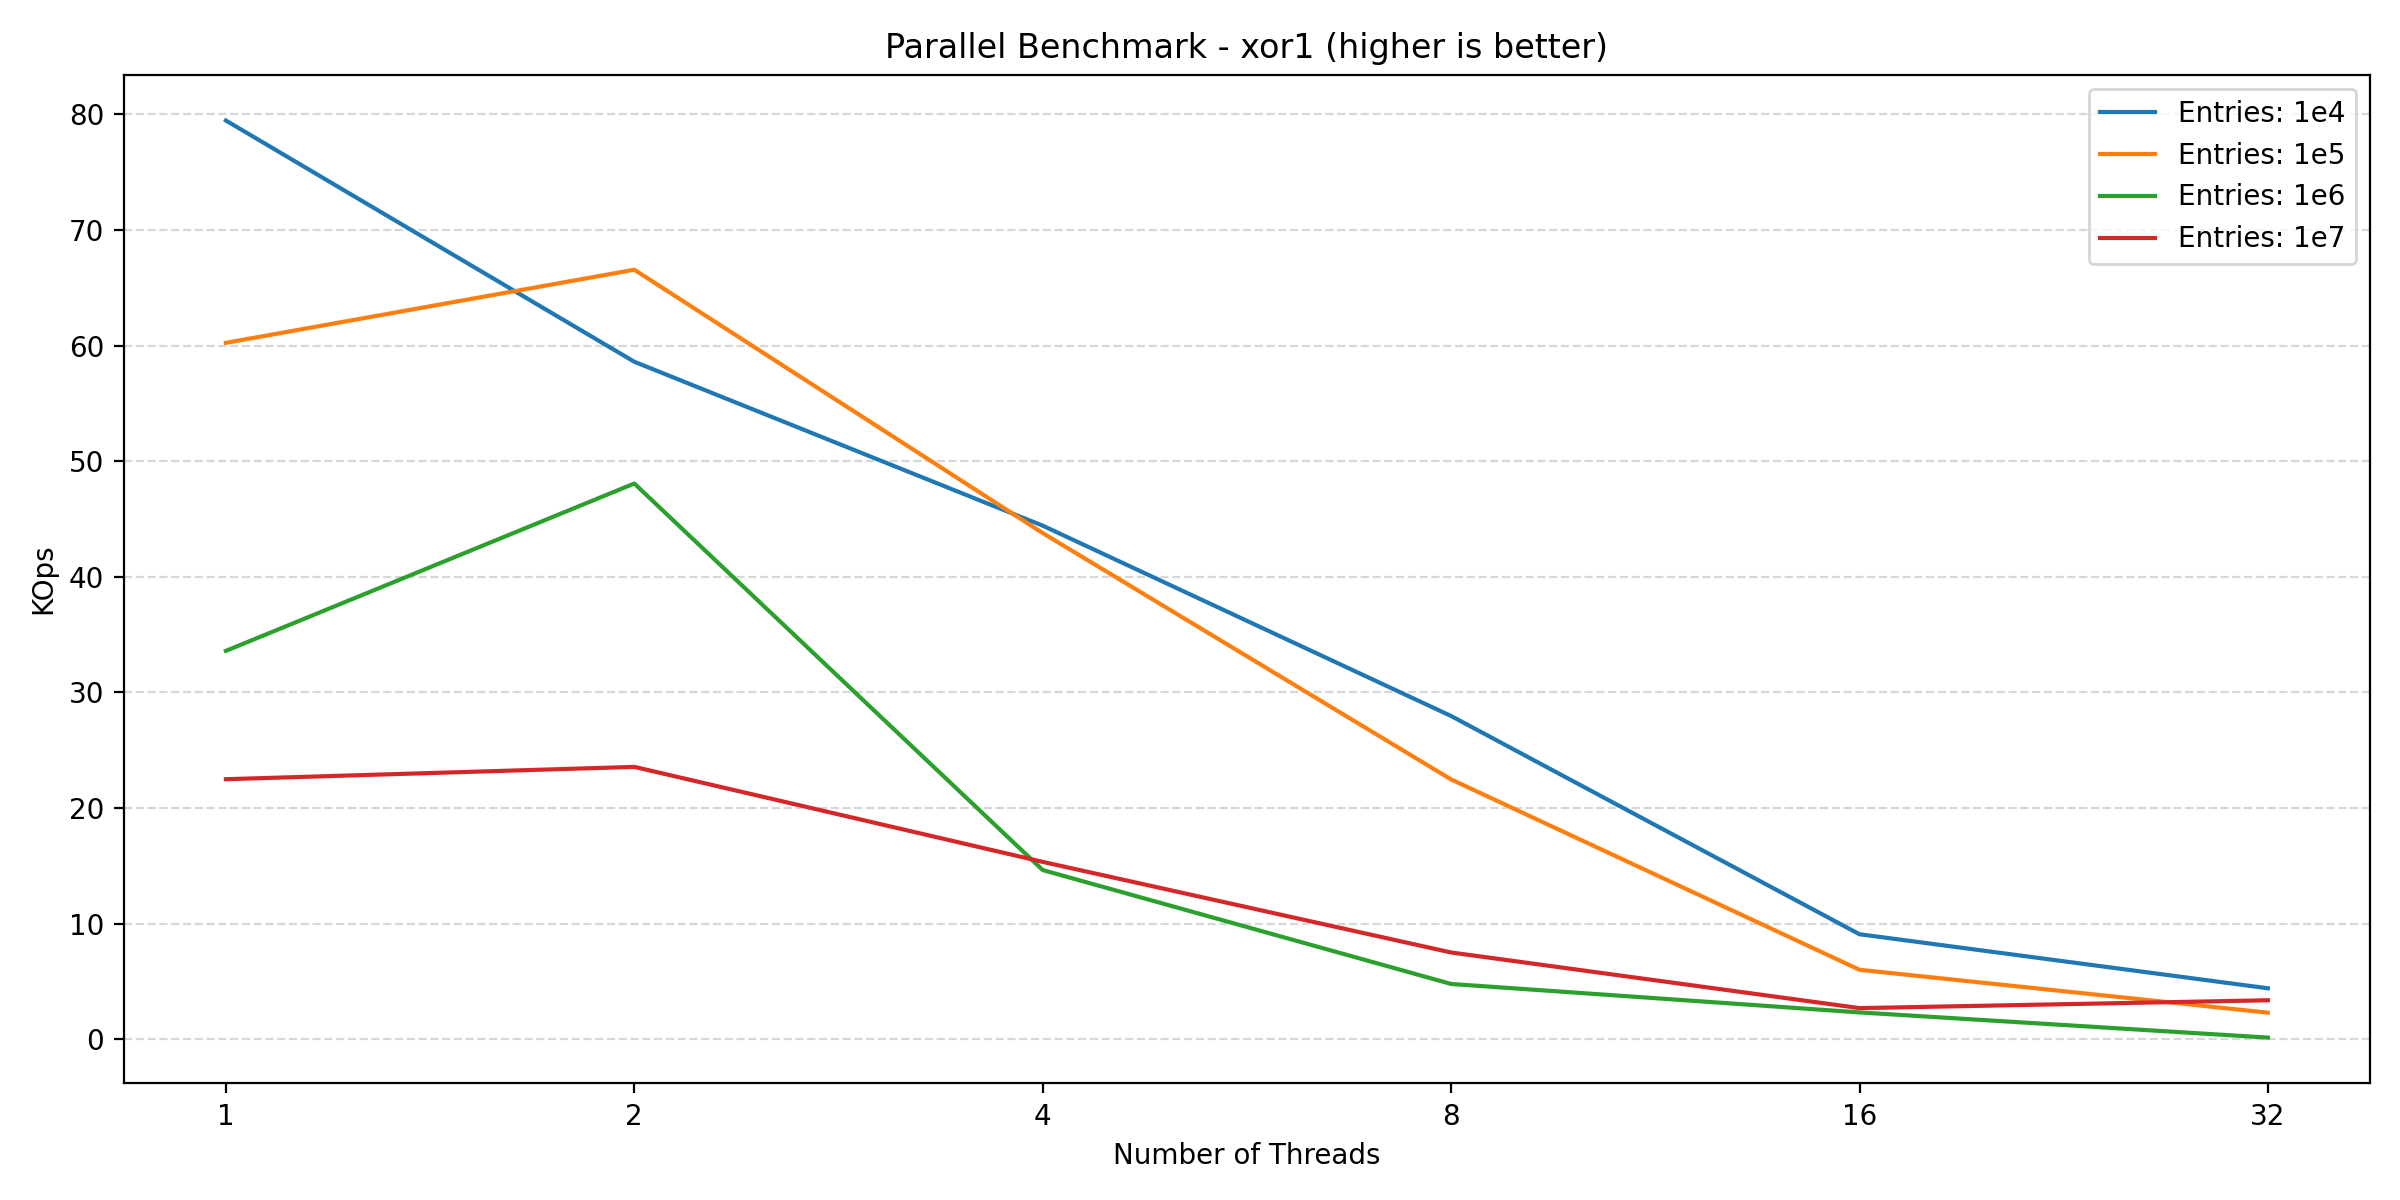 Parallel Benchmark - xor1 (higher is better)
Entries: 1e4
Entries: 1e5
Entries: 1e6
Entries: 1e7
KOps
80
70
60
50
40
30
20
10
0
1 2 4 8 16 32
Number of Threads